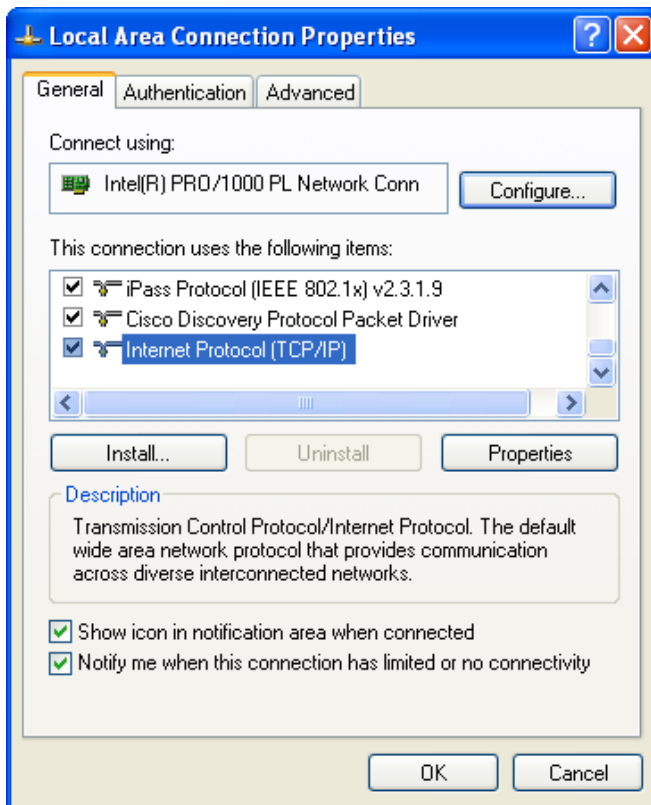 Local Area Connection Properties
General Authentication Advanced
Connect using:
Intel(R) PRO/1000 PL Network Conn
Configure...
This connection uses the following items:
iPass Protocol (IEEE 802.1x) v2.3.1.9
Cisco Discovery Protocol Packet Driver
Internet Protocol (TCP/IP)
Install... Uninstall Properties
Description
Transmission Control Protocol/Internet Protocol. The default
wide area network protocol that provides communication
across diverse interconnected networks.
Show icon in notification area when connected
Notify me when this connection has limited or no connectivity
OK Cancel